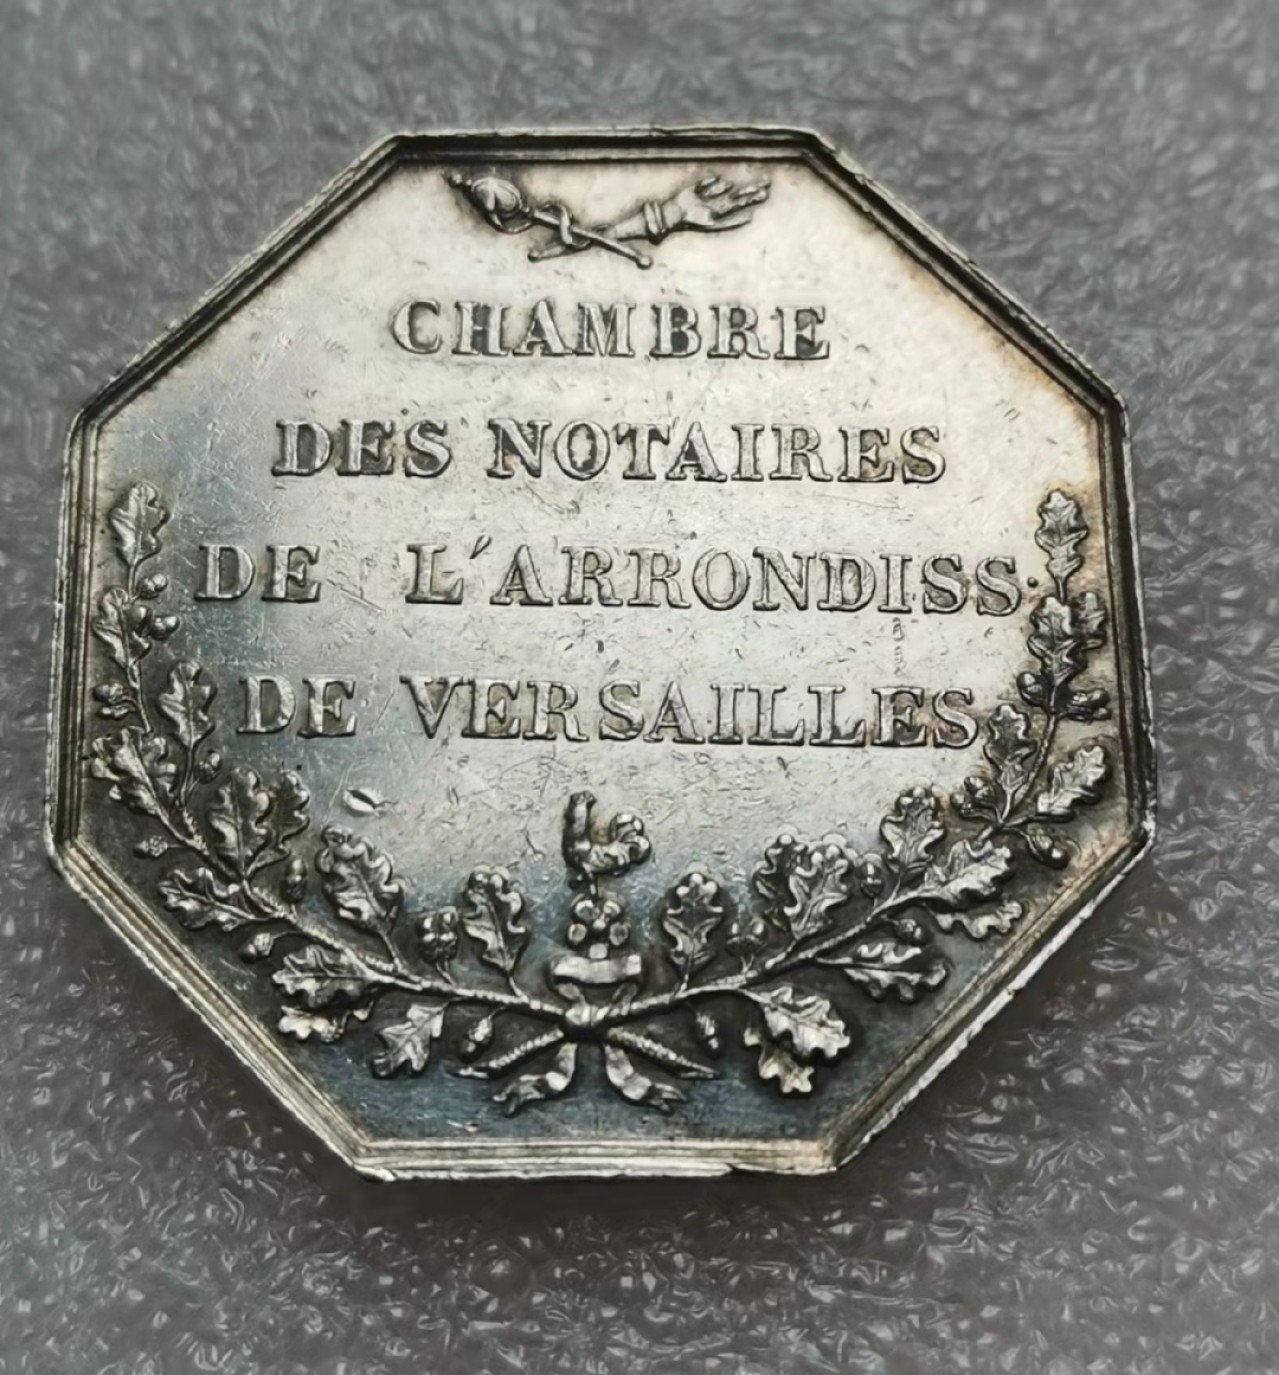 CHAMBRE
DES NOTAIRES
DE L'ARRONDISS.
DE VERSAILLES